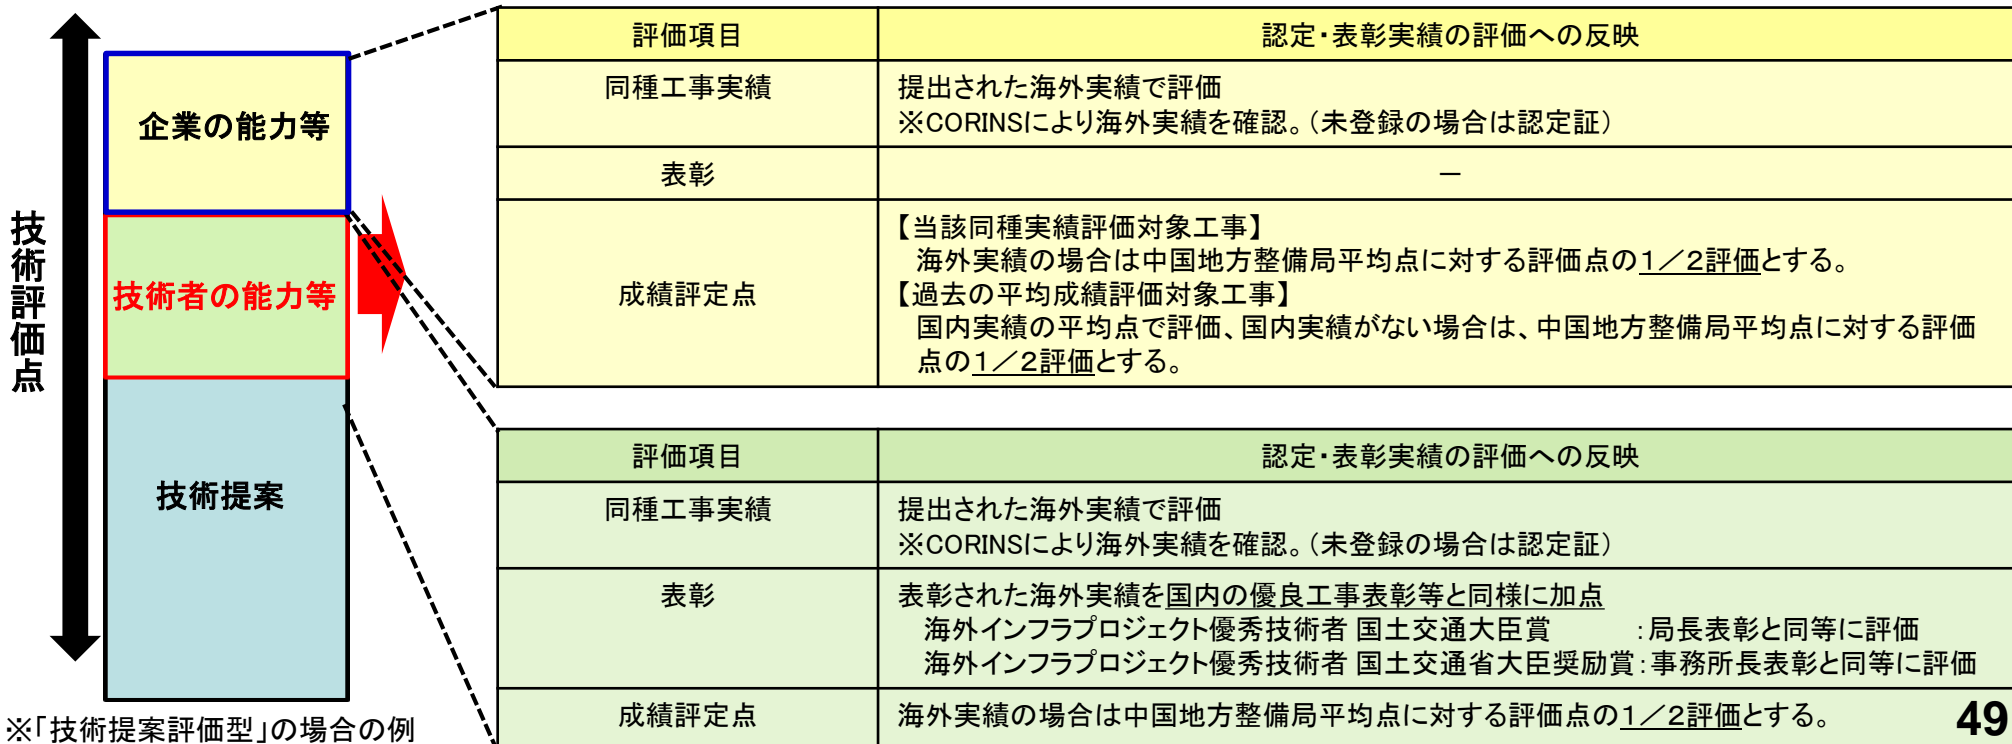 技術評価点
企業の能力等
技術者の能力等
技術提案
※「技術提案評価型」の場合の例
評価項目
認定・表彰実績の評価への反映
同種工事実績
提出された海外実績で評価
※CORINSにより海外実績を確認。（未登録の場合は認定証）
表彰
－
成績評定点
【当該同種実績評価対象工事】
海外実績の場合は中国地方整備局平均点に対する評価点の１／２評価とする。
【過去の平均成績評価対象工事】
国内実績の平均点で評価、国内実績がない場合は、中国地方整備局平均点に対する評価
点の１／２評価とする。
評価項目
認定・表彰実績の評価への反映
同種工事実績
提出された海外実績で評価
※CORINSにより海外実績を確認。（未登録の場合は認定証）
表彰
表彰された海外実績を国内の優良工事表彰等と同様に加点
海外インフラプロジェクト優秀技術者 国土交通大臣賞　　　：局長表彰と同等に評価
海外インフラプロジェクト優秀技術者 国土交通省大臣奨励賞：事務所長表彰と同等に評価
成績評定点
海外実績の場合は中国地方整備局平均点に対する評価点の１／２評価とする。
49